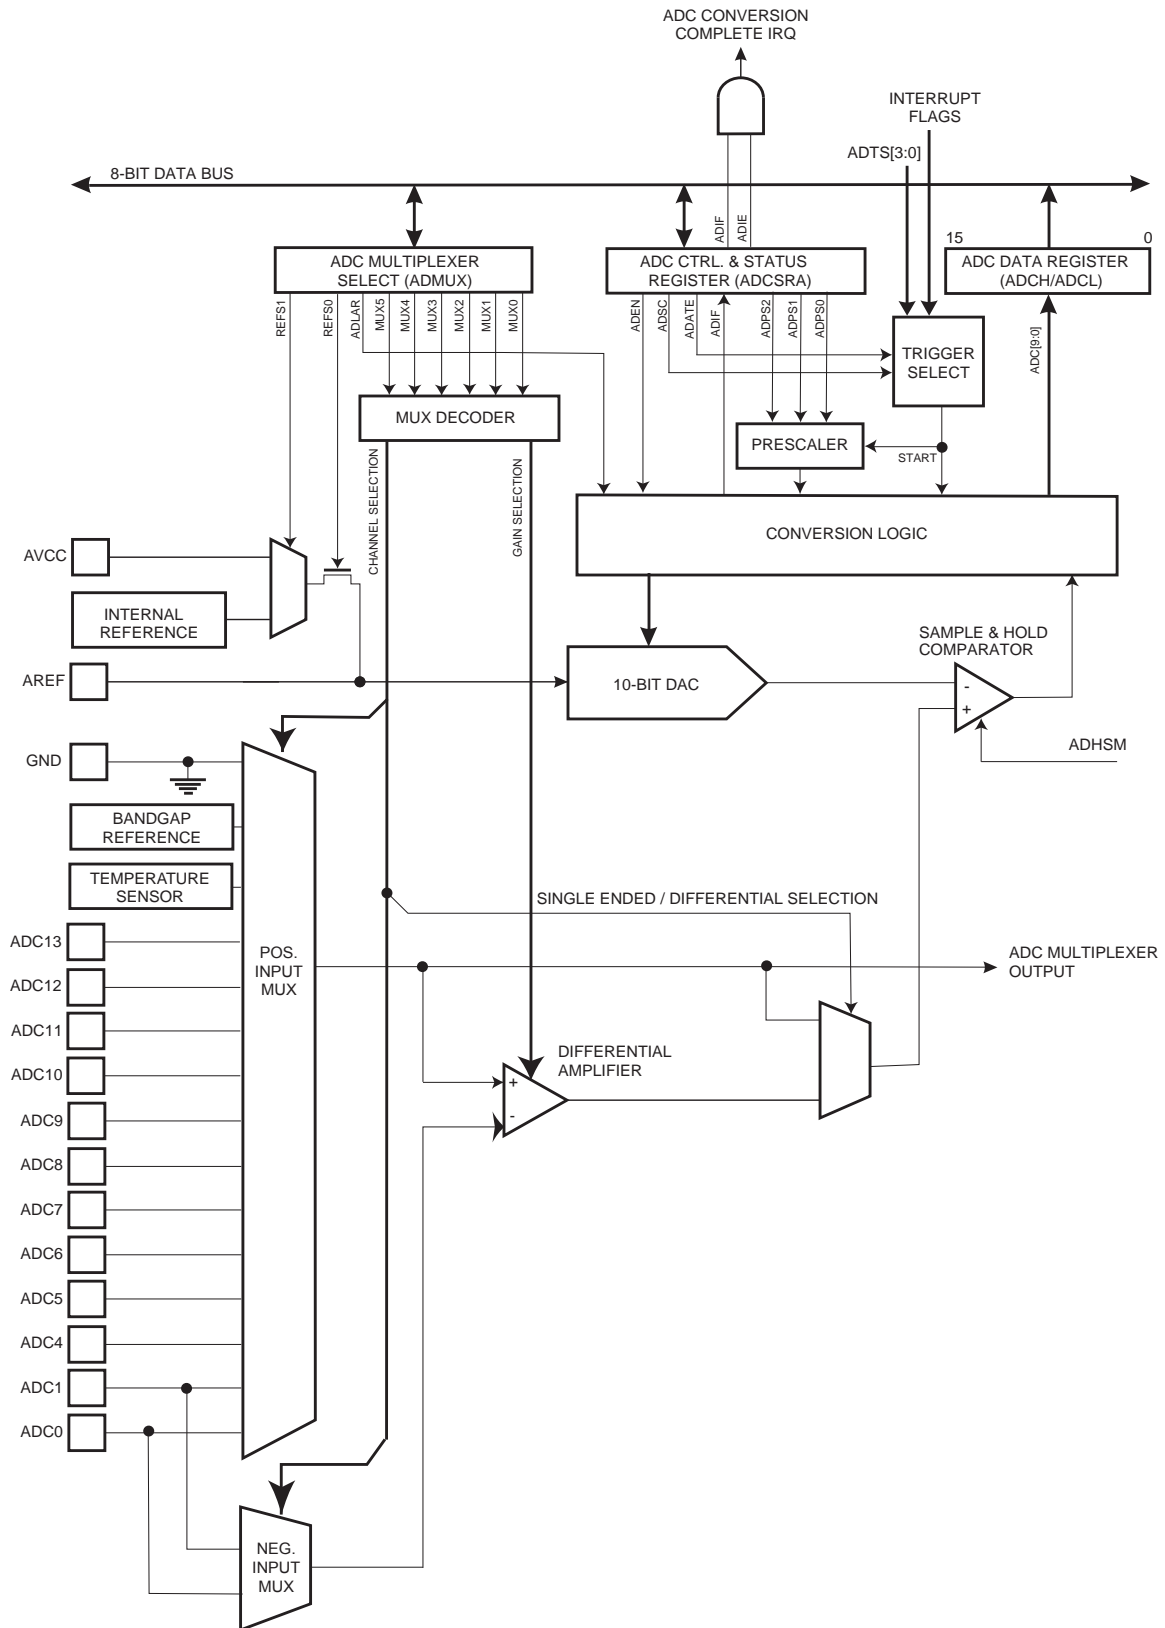 ADC CONVERSION
COMPLETE IRQ
INTERRUPT
FLAGS
ADTS[3:0]
8-BIT DATA BUS
ADIF
ADIE
15
0
ADC MULTIPLEXER
SELECT (ADMUX)
ADC CTRL. & STATUS
REGISTER (ADCSRA)
ADC DATA REGISTER
(ADCH/ADCL)
REFS1
REFS0
ADLAR
MUX5
MUX4
MUX3
MUX2
MUX1
MUX0
ADEN
ADSC
ADATE
ADIF
ADPS2
ADPS1
ADPS0
ADC[9:0]
TRIGGER
SELECT
MUX DECODER
PRESCALER
START
CHANNEL SELECTION
GAIN SELECTION
CONVERSION LOGIC
AVCC
INTERNAL
REFERENCE
SAMPLE & HOLD
COMPARATOR
AREF
10-BIT DAC
-
+
ADHSM
GND
BANDGAP
REFERENCE
TEMPERATURE
SENSOR
SINGLE ENDED / DIFFERENTIAL SELECTION
ADC13
POS.
INPUT
MUX
ADC MULTIPLEXER
OUTPUT
ADC12
ADC11
DIFFERENTIAL
AMPLIFIER
ADC10
+
-
ADC9
ADC8
ADC7
ADC6
ADC5
ADC4
ADC1
ADC0
NEG.
INPUT
MUX